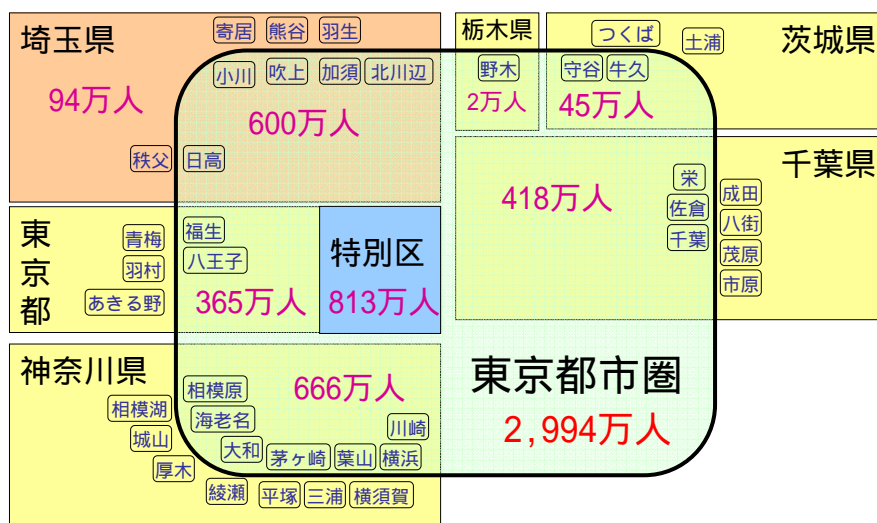 埼玉県
94万人
寄居 熊谷 羽生
小川 吹上 加須 北川辺
600万人
秩父 日高
栃木県
野木
2万人
つくば 土浦
茨城県
守谷 牛久
45万人
千葉県
418万人
栄
佐倉
千葉
成田
八街
茂原
市原
東京都
青梅
羽村
あきる野
福生
八王子
365万人
特別区
813万人
神奈川県
666万人
相模原
海老名
相模湖
城山
厚木
大和 茅ヶ崎 葉山 横浜
川崎
綾瀬 平塚 三浦 横須賀
東京都市圏
2,994万人